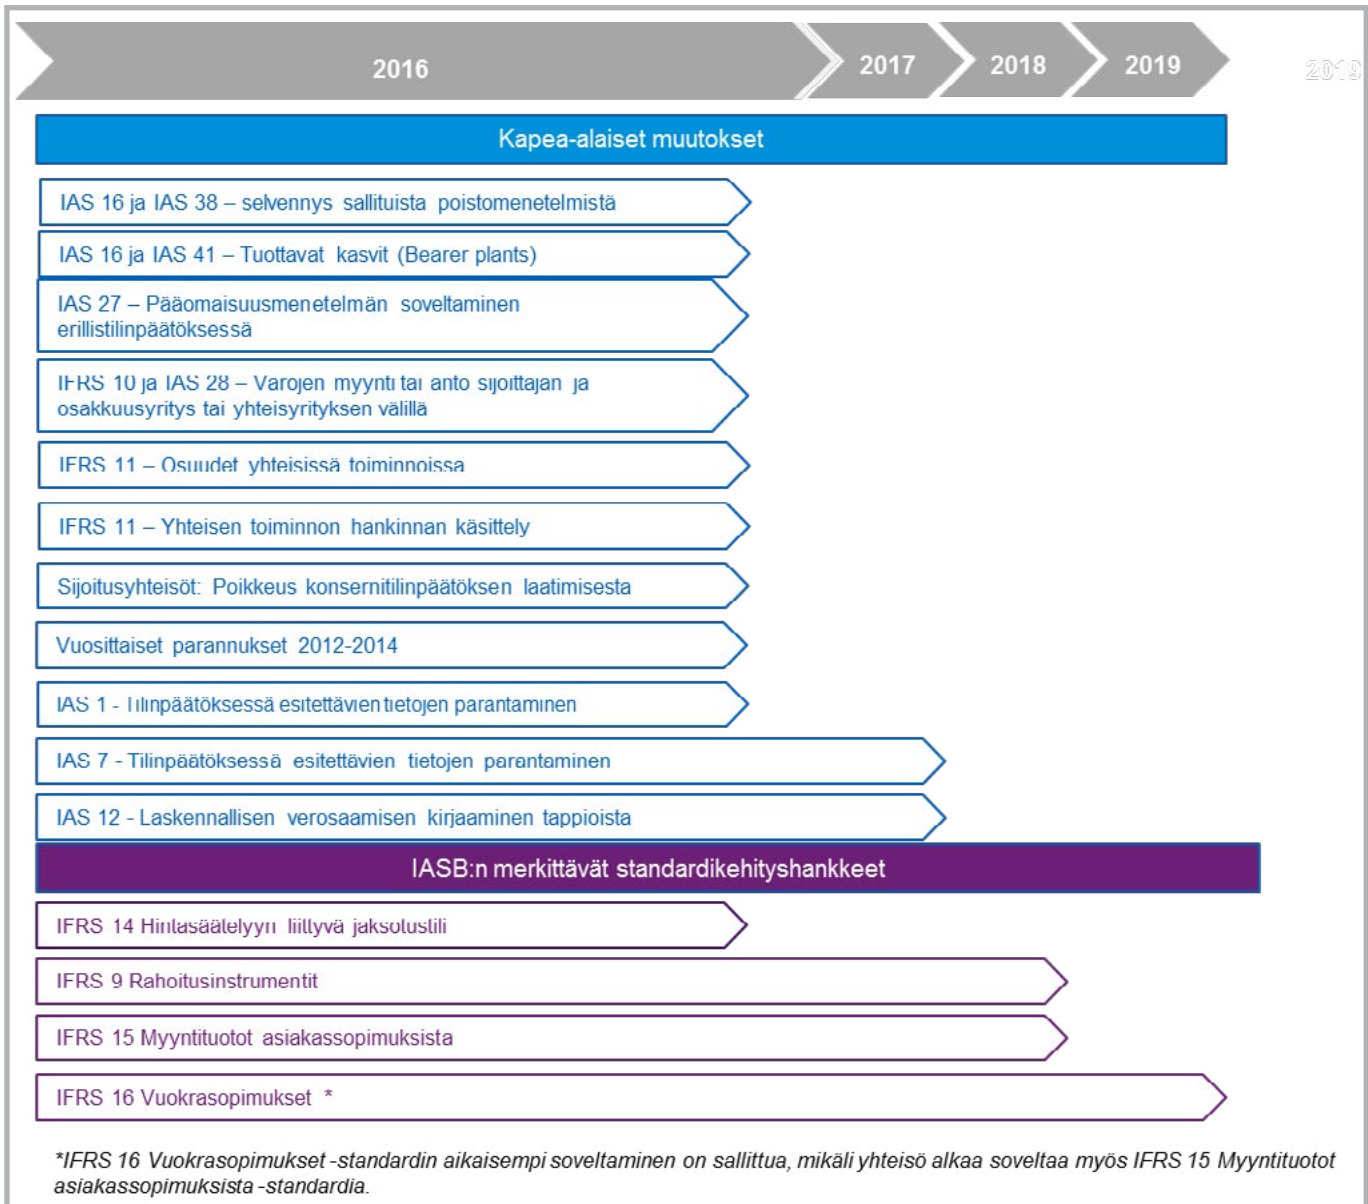 2016
2017
2018
2019
2019
Kapea-alaiset muutokset
IAS 16 ja IAS 38 – selvennys sallituista poistomenetelmistä
IAS 16 ja IAS 41 – Tuottavat kasvit (Bearer plants)
IAS 27 – Pääomaisuusmenetelmän soveltaminen
erillistilinpäätöksessä
IFRS 10 ja IAS 28 – Varojen myynti tai anto sijoittajan ja
osakkuusyritys tai yhteisyrityksen välillä
IFRS 11 – Osuudet yhteisissä toiminnoissa
IFRS 11 – Yhteisen toiminnon hankinnan käsittely
Sijoitusyhteisöt: Poikkeus konsernitilinpäätöksen laatimisesta
Vuosittaiset parannukset 2012-2014
IAS 1 - Tilinpäätöksessä esitettävien tietojen parantaminen
IAS 7 - Tilinpäätöksessä esitettävien tietojen parantaminen
IAS 12 - Laskennallisen verosaamisen kirjaaminen tappioista
IASB:n merkittävät standardikehityshankkeet
IFRS 14 Hintasäätelyyn liittyvä jaksotustili
IFRS 9 Rahoitusinstrumentit
IFRS 15 Myyntituotot asiakassopimuksista
IFRS 16 Vuokrasopimukset *
*IFRS 16 Vuokrasopimukset -standardin aikaisempi soveltaminen on sallittua, mikäli yhteisö alkaa soveltaa myös IFRS 15 Myyntituotot
asiakassopimuksista -standardia.